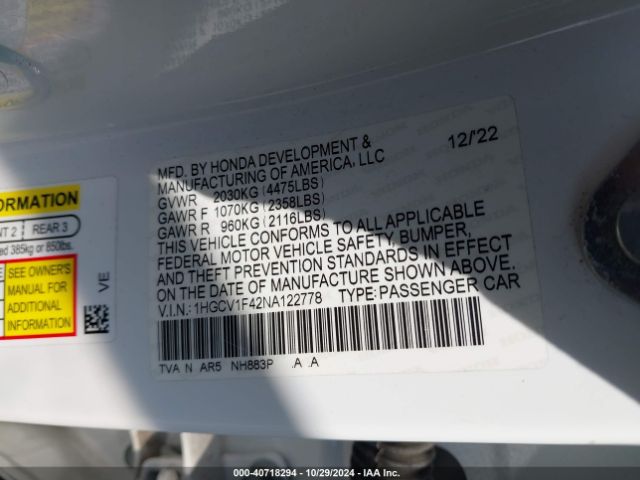 MFD. BY HONDA DEVELOPMENT & 12/'22
MANUFACTURING OF AMERICA, LLC
GVWR 2030KG (4475LBS)
GAWR F 1070KG (2358LBS)
GAWR R 960KG (2116LBS)
THIS VEHICLE CONFORMS TO ALL APPLICABLE
FEDERAL MOTOR VEHICLE SAFETY, BUMPER,
AND THEFT PREVENTION STANDARDS IN EFFECT
ON THE DATE OF MANUFACTURE SHOWN ABOVE.
V.I.N.: 1HGCV1F42NA122778 TYPE: PASSENGER CAR
TVA N AR5 NH883P .A .A
FORMATION
NT 2 REAR 3
385kg or 850lbs.
SEE OWNER'S
MANUAL FOR
ADDITIONAL
INFORMATION
VE
000-40718294 - 10/29/2024 - IAA Inc.